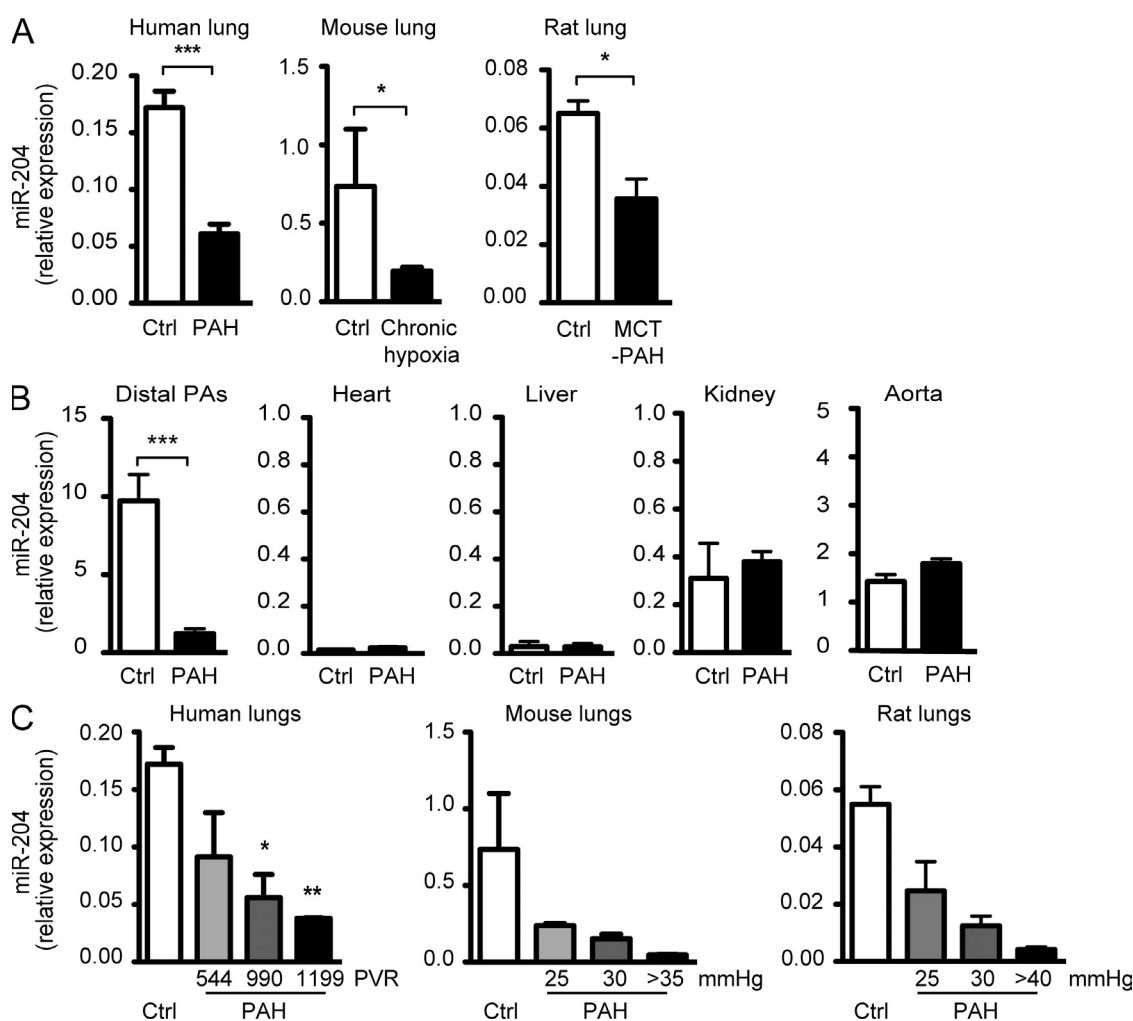 A
Human lung
Mouse lung
Rat lung
miR-204
(relative expression)
***
*
*
0.20
0.15
0.10
0.05
0.00
1.5
1.0
0.5
0.0
0.08
0.06
0.04
0.02
0.00
Ctrl PAH
Ctrl Chronic
hypoxia
Ctrl MCT
-PAH
B
Distal PAs
Heart
Liver
Kidney
Aorta
miR-204
(relative expression)
***
15
10
5
0
1.0
0.8
0.6
0.4
0.2
0.0
1.0
0.8
0.6
0.4
0.2
0.0
1.0
0.8
0.6
0.4
0.2
0.0
5
4
3
2
1
0
Ctrl PAH
Ctrl PAH
Ctrl PAH
Ctrl PAH
Ctrl PAH
C
Human lungs
Mouse lungs
Rat lungs
miR-204
(relative expression)
0.20
0.15
0.10
0.05
0.00
*
**
1.5
1.0
0.5
0.0
0.08
0.06
0.04
0.02
0.00
544 990 1199 PVR
25 30 >35 mmHg
25 30 >40 mmHg
Ctrl PAH
Ctrl PAH
Ctrl PAH